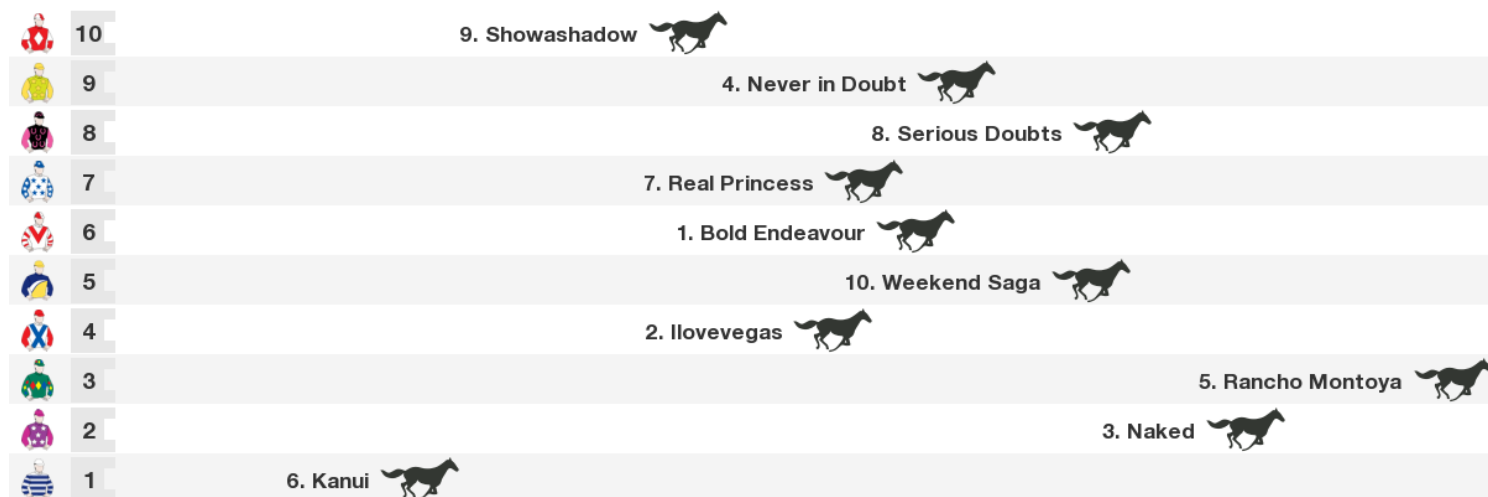 10 9. Showashadow
9 4. Never in Doubt
8 8. Serious Doubts
7 7. Real Princess
6 1. Bold Endeavour
5 10. Weekend Saga
4 2. Ilovevegas
3 5. Rancho Montoya
2 3. Naked
1 6. Kanui